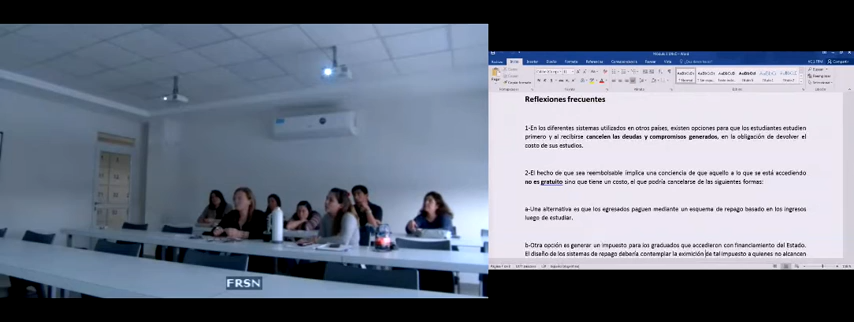 FRSN
Reflexiones frecuentes
1-En los diferentes sistemas utilizados en otros países, existen opciones para que los estudiantes estudien
primero y al recibirse cancelen las deudas y compromisos generados, en la obligación de devolver el
costo de sus estudios.
2-El hecho de que sea reembolsable implica una conciencia de que aquello a lo que se está accediendo
no es gratuito sino que tiene un costo, el que podría cancelarse de las siguientes formas:
a-Una alternativa es que los egresados paguen mediante un esquema de repago basado en los ingresos
luego de estudiar.
b-Otra opción es generar un impuesto para los graduados que accedieron con financiamiento del Estado.
El diseño de los sistemas de repago debería contemplar la eximición de tal impuesto a quienes no alcancen